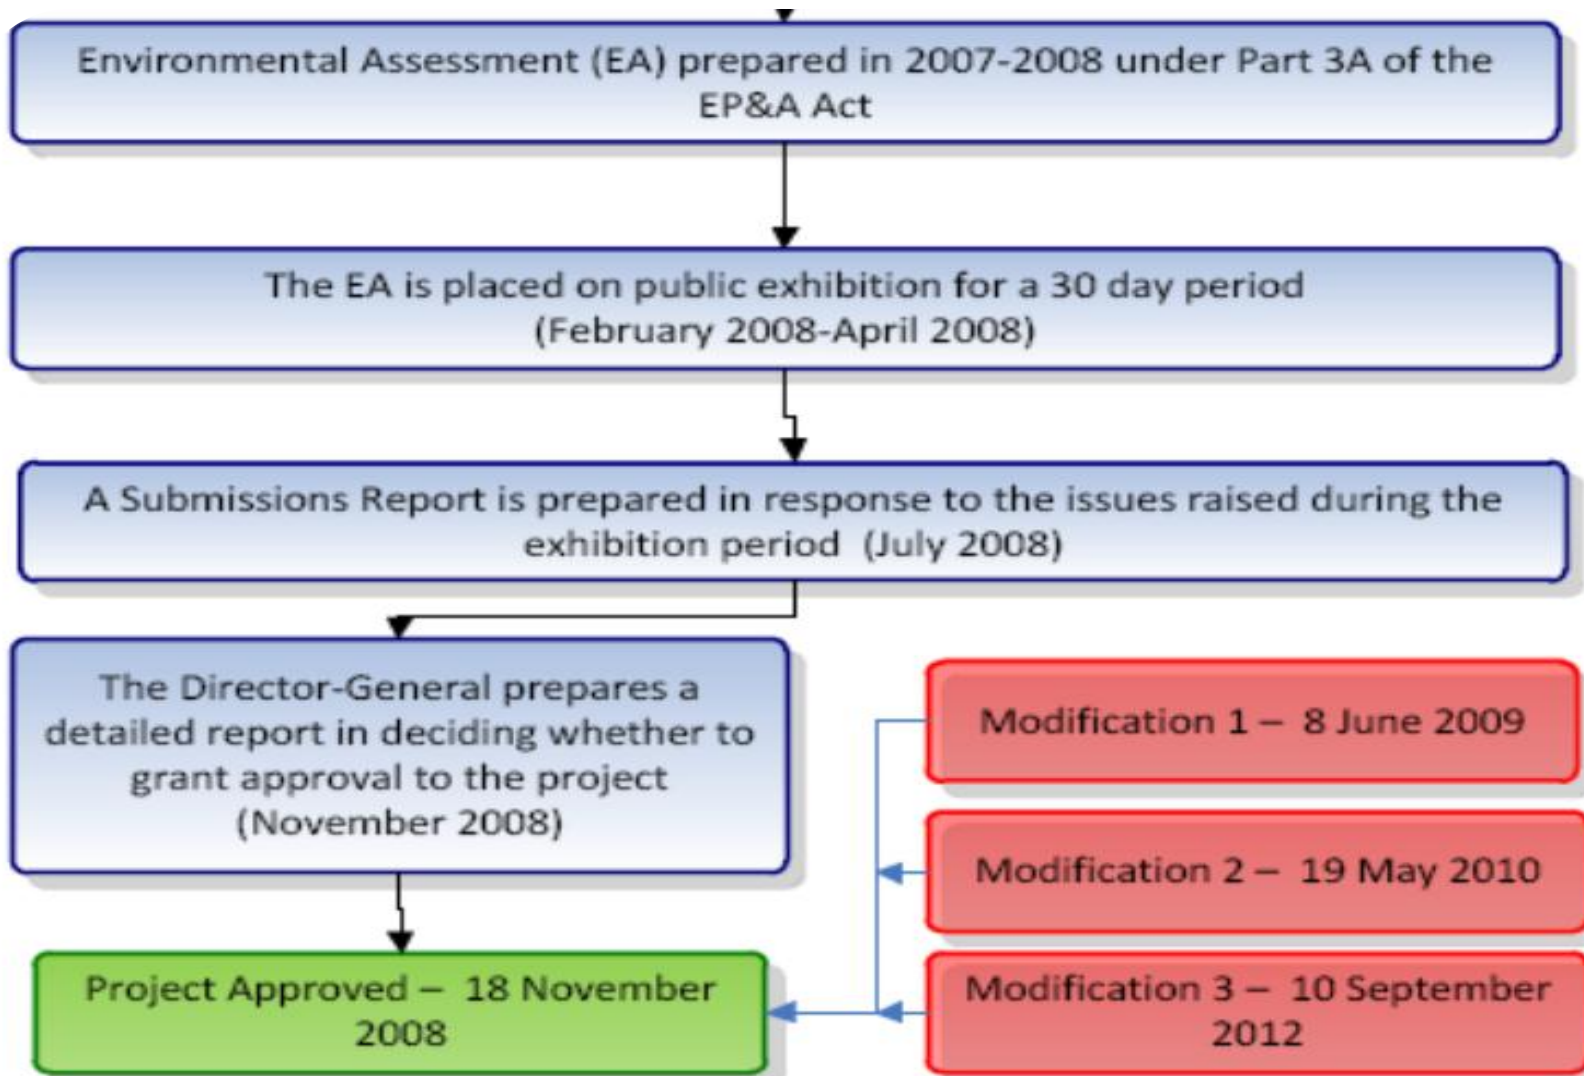 Environmental Assessment (EA) prepared in 2007-2008 under Part 3A of the
EP&A Act
The EA is placed on public exhibition for a 30 day period
(February 2008-April 2008)
A Submissions Report is prepared in response to the issues raised during the
exhibition period  (July 2008)
The Director-General prepares a
detailed report in deciding whether to
grant approval to the project
(November 2008)
Modification 1 –  8 June 2009
Modification 2 –  19 May 2010
Project Approved –  18 November
2008
Modification 3 –  10 September
2012